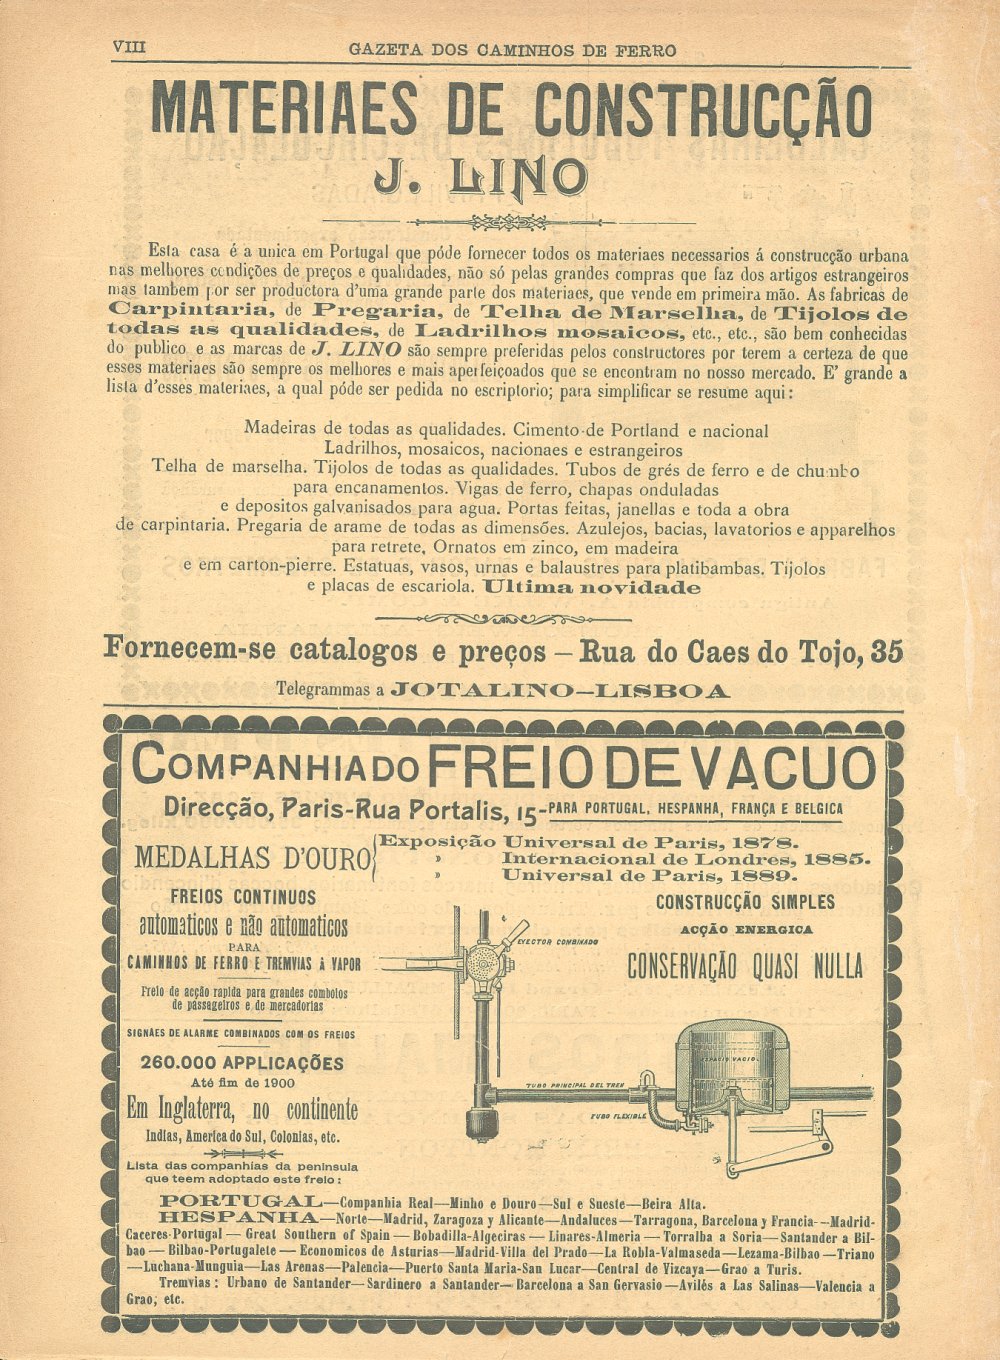 VIII
GAZETA DOS CAMINHOS DE FERRO
MATERIAES DE CONSTRUCÇÃO
J. LINO
Esta casa é a unica em Portugal que póde fornecer todos os materiaes necessarios á construcção urbana
nas melhores condições de preços e qualidades, não só pelas grandes compras que faz dos artigos estrangeiros
mas tambem por ser productora d'uma grande parte dos materiaes, que vende em primeira mão. As fabricas de
Carpintaria, de Pregaria, de Telha de Marselha, de Tijolos de
todas as qualidades, de Ladrilhos mosaicos, etc., etc., são bem conhecidas
do publico e as marcas de J. LINO são sempre preferidas pelos constructores por terem a certeza de que
esses materiaes são sempre os melhores e mais aperfeiçoados que se encontram no nosso mercado. E' grande a
lista d'esses materiaes, a qual póde ser pedida no escriptorio; para simplificar se resume aqui:
Madeiras de todas as qualidades. Cimento de Portland e nacional
Ladrilhos, mosaicos, nacionaes e estrangeiros
Telha de marselha. Tijolos de todas as qualidades. Tubos de grés de ferro e de chumbo
para encanamentos. Vigas de ferro, chapas onduladas
e depositos galvanisados para agua. Portas feitas, janellas e toda a obra
de carpintaria. Pregaria de arame de todas as dimensões. Azulejos, bacias, lavatorios e apparelhos
para retrete. Ornatos em zinco, em madeira
e em carton-pierre. Estatuas, vasos, urnas e balaustres para platibambas. Tijolos
e placas de escariola. Ultima novidade
Fornecem-se catalogos e preços — Rua do Caes do Tojo, 35
Telegrammas a JOTALINO—LISBOA
COMPANHIA DO FREIO DE VACUO
Direcção, Paris-Rua Portalis, 15-PARA PORTUGAL, HESPANHA, FRANÇA E BELGICA
MEDALHAS D'OURO
Exposição Universal de Paris, 1878.
» Internacional de Londres, 1885.
» Universal de Paris, 1889.
FREIOS CONTINUOS
automaticos e não automaticos
PARA
CAMINHOS DE FERRO E TREMVIAS À VAPOR
Freio de acção rapida para grandes comboios
de passageiros e de mercadorias
SIGNÃES DE ALARME COMBINADOS COM OS FREIOS
260.000 APPLICAÇÕES
Até fim de 1900
Em Inglaterra, no continente
Indias, America do Sul, Colonias, etc.
Lista das companhias da peninsula
que teem adoptado este freio:
CONSTRUCÇÃO SIMPLES
ACÇÃO ENERGICA
CONSERVAÇÃO QUASI NULLA
EXECTOR COMBINADO
ESPACIO VACIO
TUBO PRINCIPAL DEL TREN
TUBO FLEXIBLE
PORTUGAL—Companhia Real—Minho e Douro—Sul e Sueste—Beira Alta.
HESPANHA—Norte—Madrid, Zaragoza y Alicante—Andaluces—Tarragona, Barcelona y Francia—Madrid-
Caceres-Portugal — Great Southern of Spain — Bobadilla-Algeciras — Linares-Almeria — Torralba a Soria—Santander a Bil-
bao — Bilbao-Portugalete — Economicos de Asturias—Madrid-Villa del Prado—La Robla-Valmaseda—Lezama-Bilbao —Triano
—Luchana-Munguia—Las Arenas—Palencia—Puerto Santa Maria-San Lucar—Central de Vizcaya—Grao a Turis.
Tremvias: Urbano de Santander—Sardinero a Santander—Barcelona a San Gervasio—Avilés a Las Salinas—Valencia a
Grao, etc.